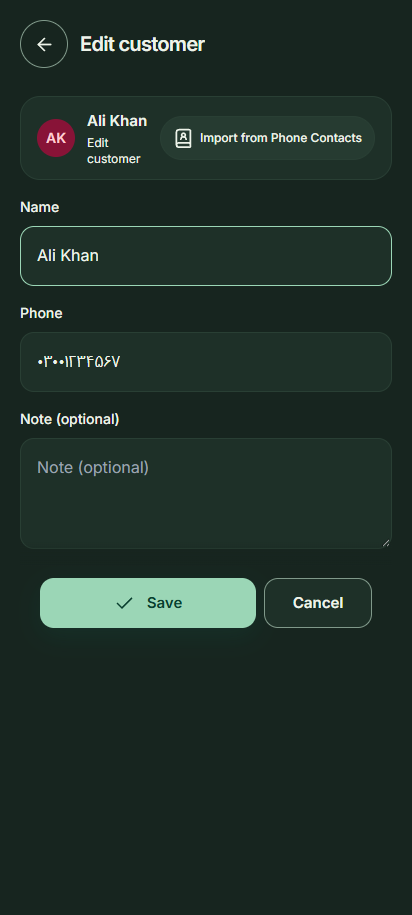 Edit customer
AK
Ali Khan
Edit
customer
Import from Phone Contacts
Name
Ali Khan
Phone
۰۳۰۰۱۲۳۴۵۶۷
Note (optional)
Note (optional)
Save
Cancel